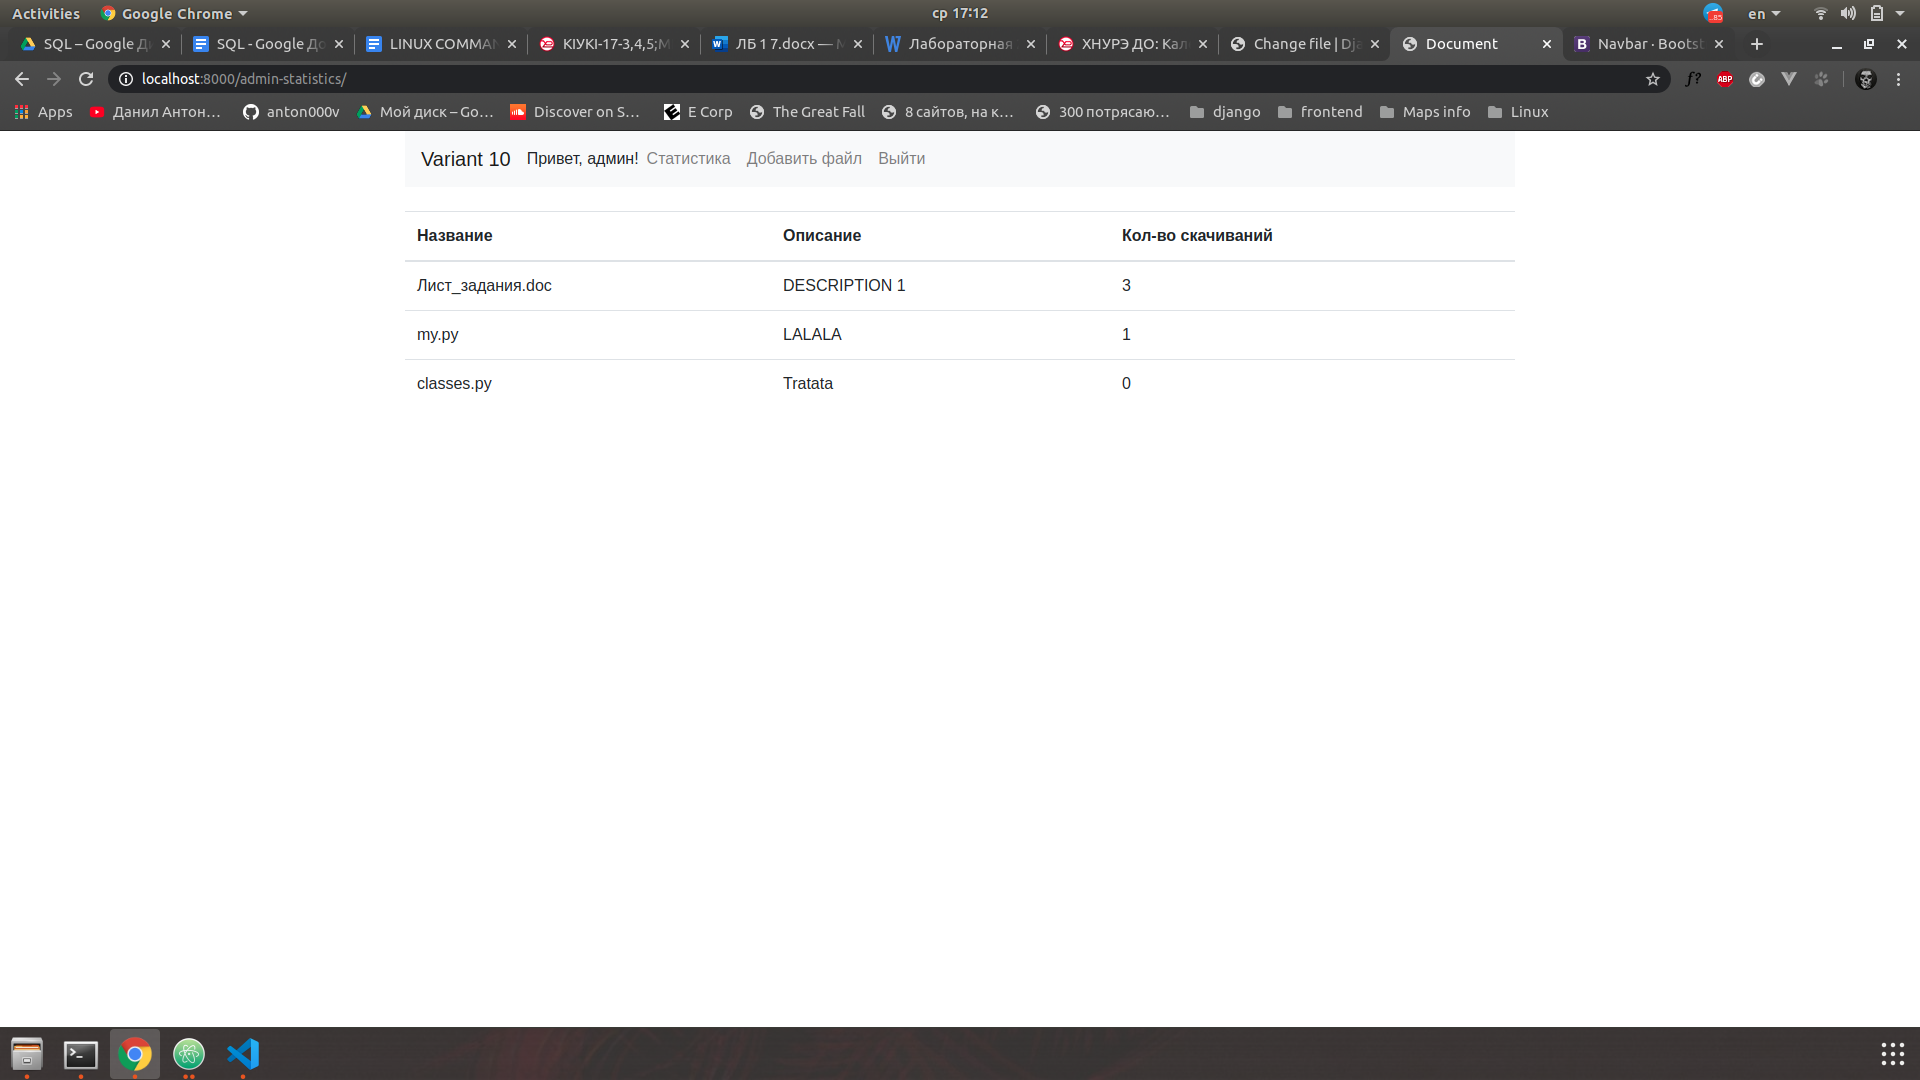 Activities Google Chrome ср 17:12 85 en
SQL – Google Ди SQL - Google До LINUX COMMAN КІУКІ-17-3,4,5;М ЛБ 1 7.docx — M Лабораторная ХНУРЭ ДО: Кал Change file | Dja Document Navbar · Bootst
localhost:8000/admin-statistics/ f? ABP
Apps Данил Антон… anton000v Мой диск – Go… Discover on S… E Corp The Great Fall 8 сайтов, на к… 300 потрясаю… django frontend Maps info Linux
Variant 10 Привет, админ! Статистика Добавить файл Выйти
Название Описание Кол-во скачиваний
Лист_задания.doc DESCRIPTION 1 3
my.py LALALA 1
classes.py Tratata 0